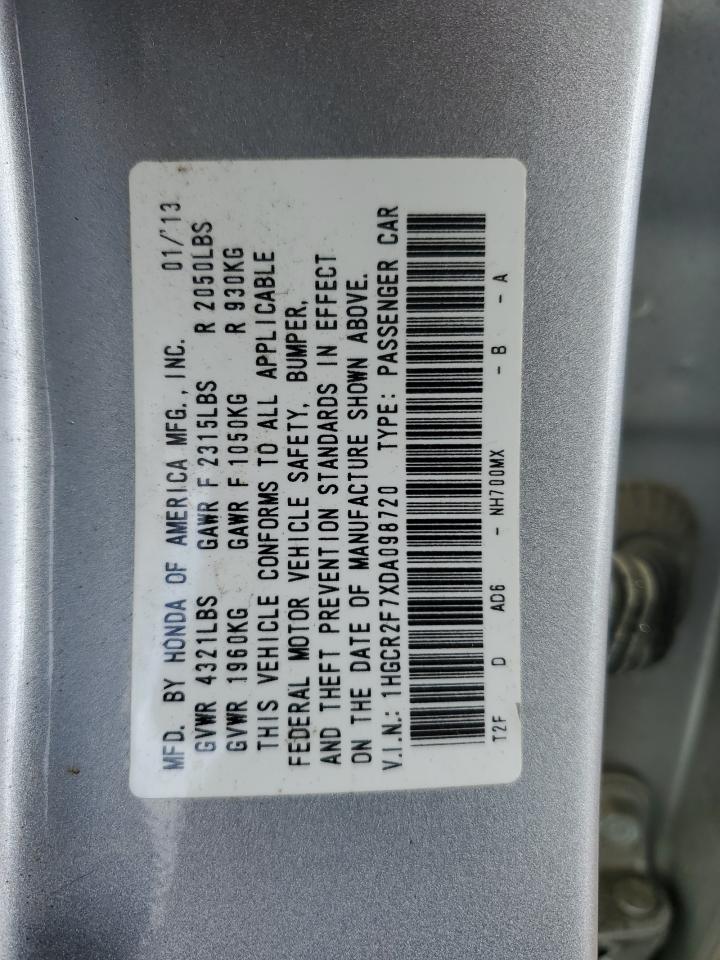 MFD. BY HONDA OF AMERICA MFG., INC. 01/'13
GVWR 4321LBS GAWR F 2315LBS R 2050LBS
GVWR 1960KG GAWR F 1050KG R 930KG
THIS VEHICLE CONFORMS TO ALL APPLICABLE
FEDERAL MOTOR VEHICLE SAFETY, BUMPER,
AND THEFT PREVENTION STANDARDS IN EFFECT
ON THE DATE OF MANUFACTURE SHOWN ABOVE.
V.I.N.: 1HGCR2F7XDA098720 TYPE: PASSENGER CAR
T2F D AD6 - NH700MX - B - A